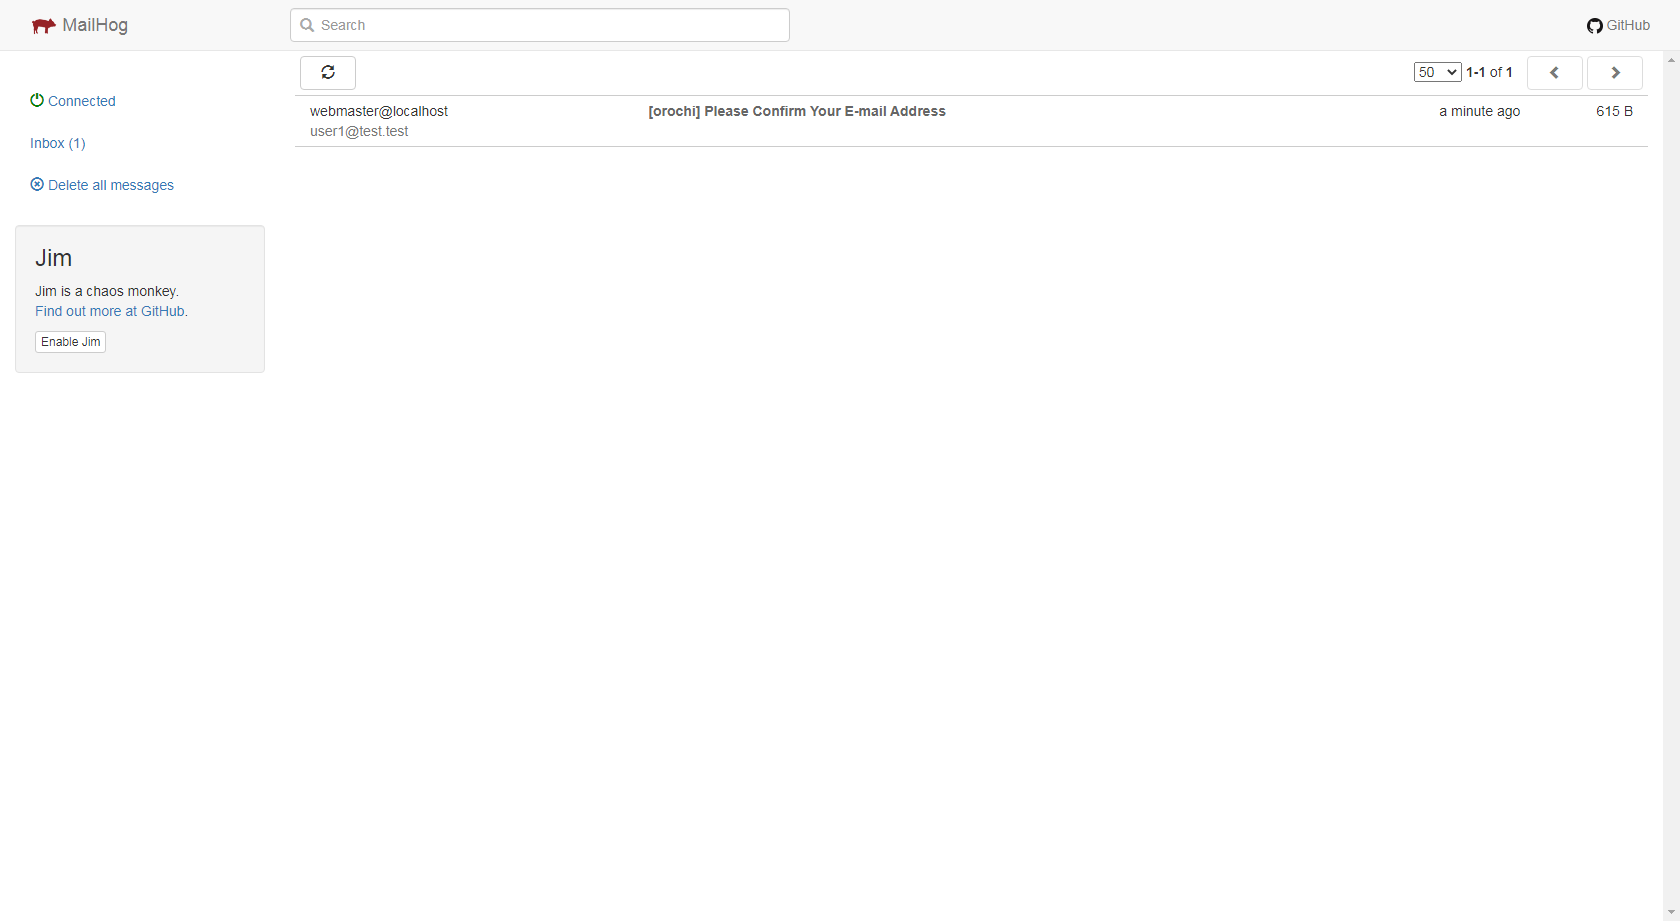 MailHog
Search
GitHub
Connected
Inbox (1)
Delete all messages
Jim
Jim is a chaos monkey.
Find out more at GitHub.
Enable Jim
50 1-1 of 1
webmaster@localhost [orochi] Please Confirm Your E-mail Address a minute ago 615 B
user1@test.test